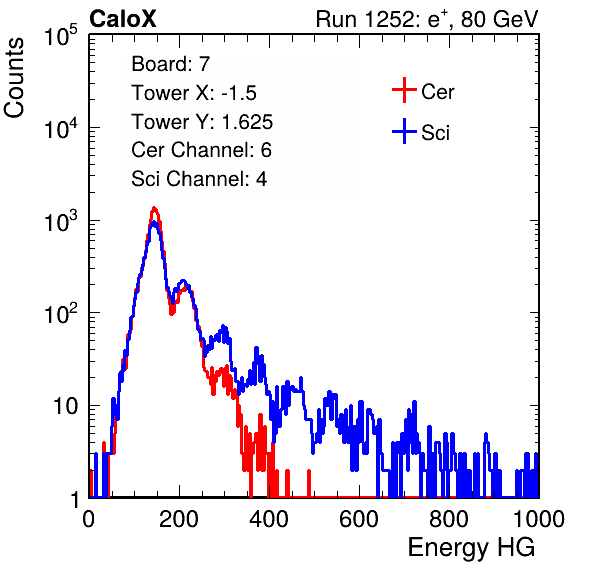 CaloX Run 1252: e⁺, 80 GeV
Counts
Board: 7
Tower X: -1.5
Tower Y: 1.625
Cer Channel: 6
Sci Channel: 4
Cer
Sci
10⁵
10⁴
10³
10²
10
1
0 200 400 600 800 1000
Energy HG